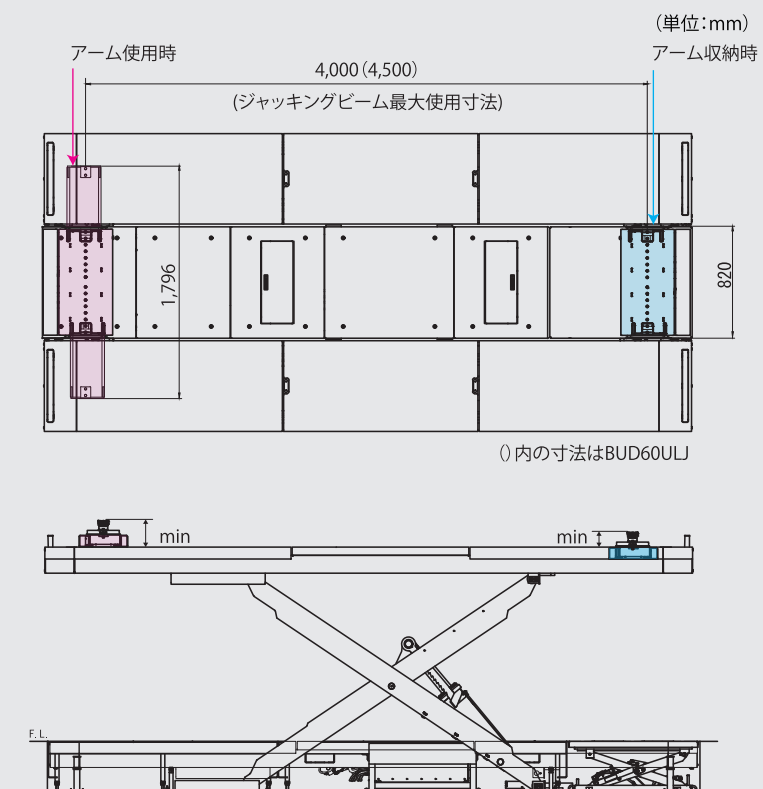 （単位：mm）
アーム使用時
アーム収納時
4,000（4,500）
(ジャッキングビーム最大使用寸法)
1,796
820
（）内の寸法はBUD60ULJ
min
min
F. L.